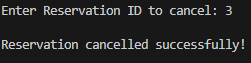 Enter Reservation ID to cancel: 3
Reservation cancelled successfully!